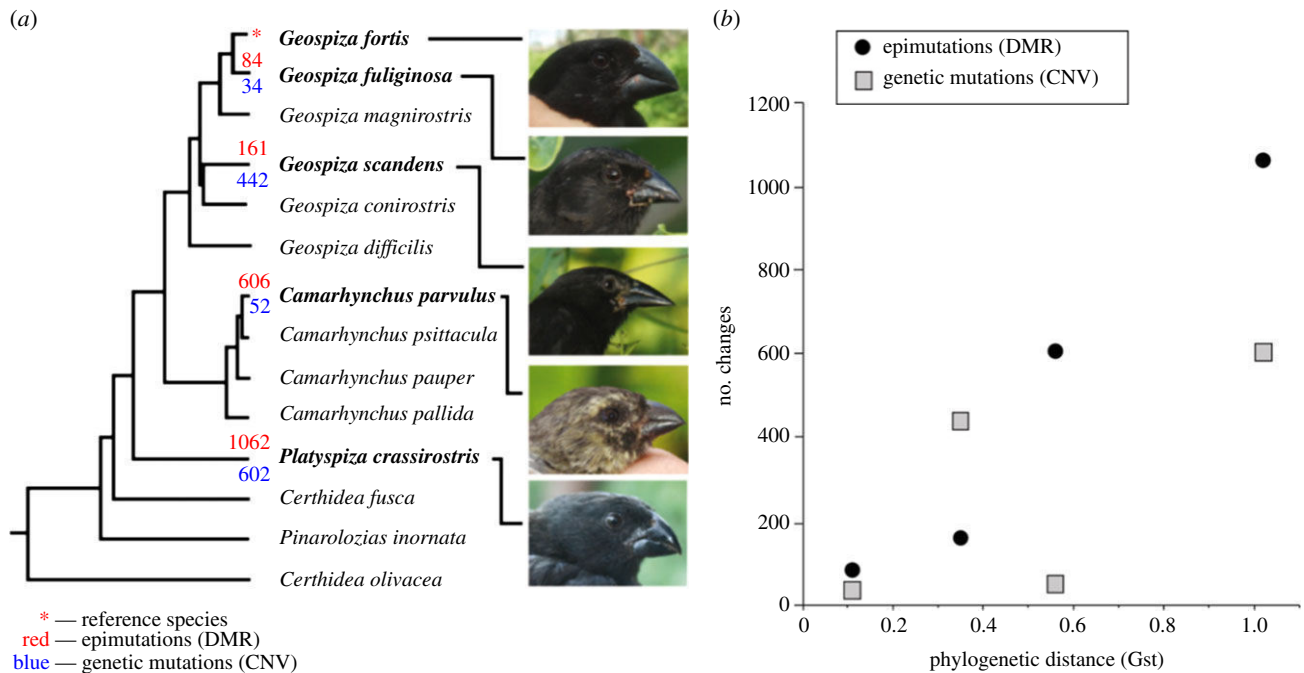 (a)
*
Geospiza fortis
84
Geospiza fuliginosa
34
Geospiza magnirostris
161
Geospiza scandens
442
Geospiza conirostris
Geospiza difficilis
606
Camarhynchus parvulus
52
Camarhynchus psittacula
Camarhynchus pauper
Camarhynchus pallida
1062
Platyspiza crassirostris
602
Certhidea fusca
Pinarolozias inornata
Certhidea olivacea
* — reference species
red — epimutations (DMR)
blue — genetic mutations (CNV)
(b)
epimutations (DMR)
genetic mutations (CNV)
1200
1000
800
600
400
200
0
no. changes
0 0.2 0.4 0.6 0.8 1.0
phylogenetic distance (Gst)